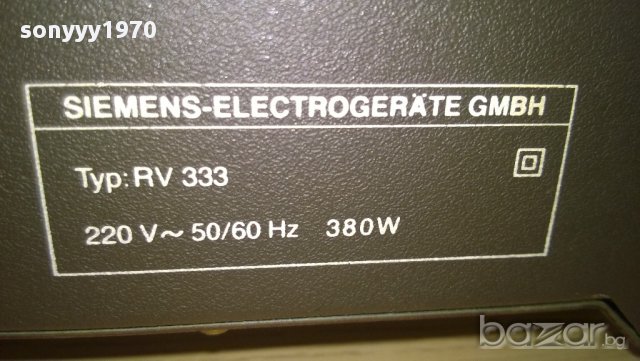 sonyyy1970
SIEMENS-ELECTROGERÄTE GMBH
Typ: RV 333
220 V~ 50/60 Hz 380W
bazar.bg